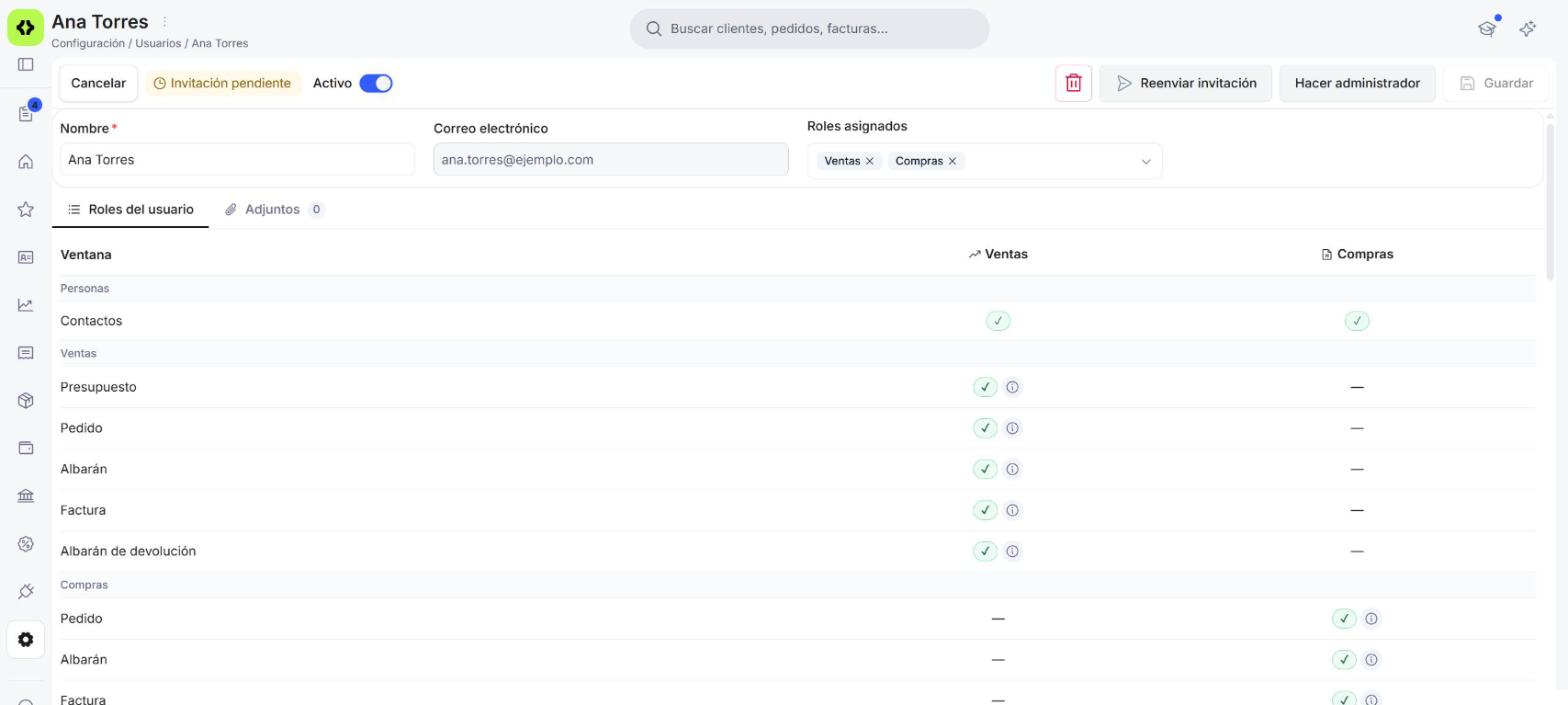 Ana Torres
Configuración / Usuarios / Ana Torres
Buscar clientes, pedidos, facturas...
Cancelar
Invitación pendiente
Activo
Reenviar invitación
Hacer administrador
Guardar
4
Nombre*
Correo electrónico
Roles asignados
Ana Torres
ana.torres@ejemplo.com
Ventas
Compras
Roles del usuario
Adjuntos 0
Ventana
Ventas
Compras
Personas
Contactos
Ventas
Presupuesto
—
Pedido
—
Albarán
—
Factura
—
Albarán de devolución
—
Compras
Pedido
—
Albarán
—
Factura
—